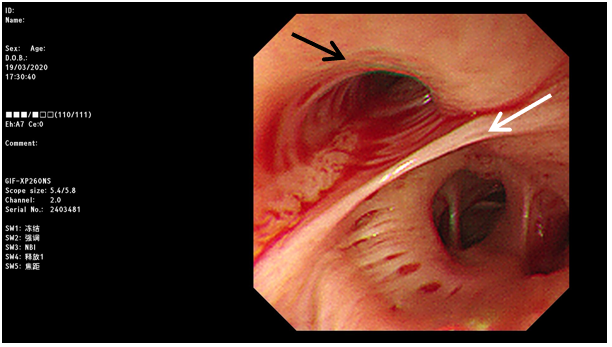 ID:
Name:
Sex: Age:
D.O.B.:
19/03/2020
17:30:40
■■■/■□□(110/111)
Eh:A7 Ce:0
Comment:
GIF-XP260NS
Scope size: 5.4/5.8
Channel: 2.0
Serial No.: 2403481
SW1: 冻结
SW2: 强调
SW3: NBI
SW4: 释放1
SW5: 焦距